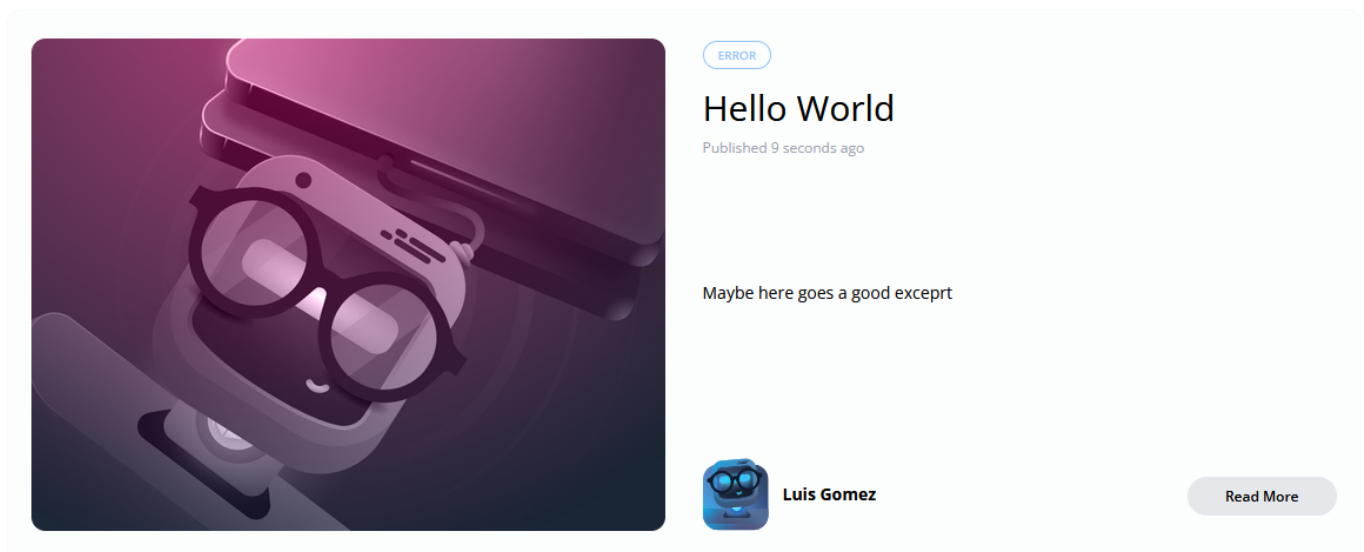 ERROR
Hello World
Published 9 seconds ago
Maybe here goes a good exceprt
Luis Gomez
Read More